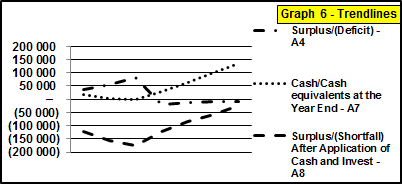 Graph 6 - Trendlines
200 000
150 000
100 000
50 000
–
(50 000)
(100 000)
(150 000)
(200 000)
Surplus/(Deficit) -
A4
Cash/Cash
equivalents at the
Year End - A7
Surplus/(Shortfall)
After Application of
Cash and Invest -
A8